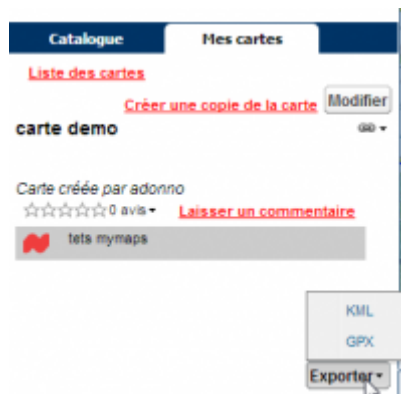 Catalogue Mes cartes
Liste des cartes
Créer une copie de la carte Modifier
carte demo
Carte créée par adonno
0 avis Laisser un commentaire
tets mymaps
KML
GPX
Exporter